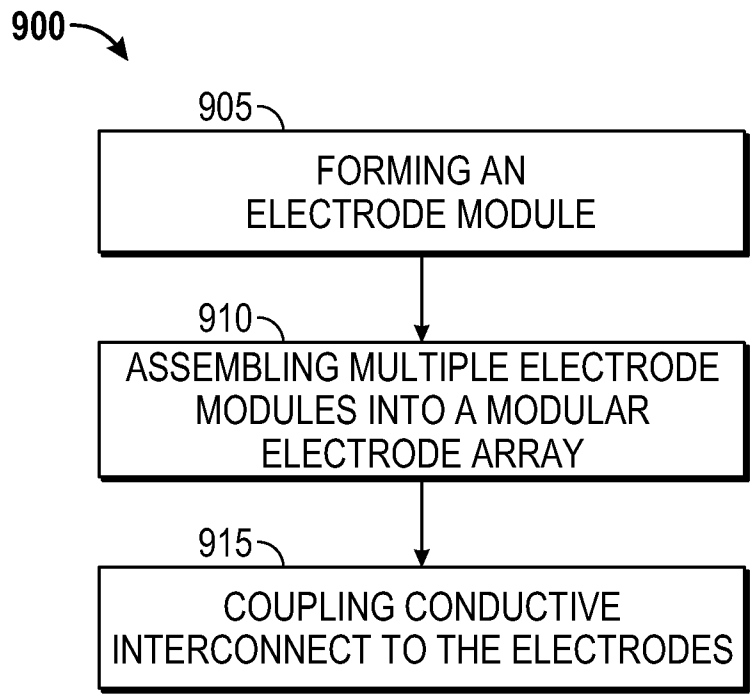 900
905
FORMING AN
ELECTRODE MODULE
910
ASSEMBLING MULTIPLE ELECTRODE
MODULES INTO A MODULAR
ELECTRODE ARRAY
915
COUPLING CONDUCTIVE
INTERCONNECT TO THE ELECTRODES